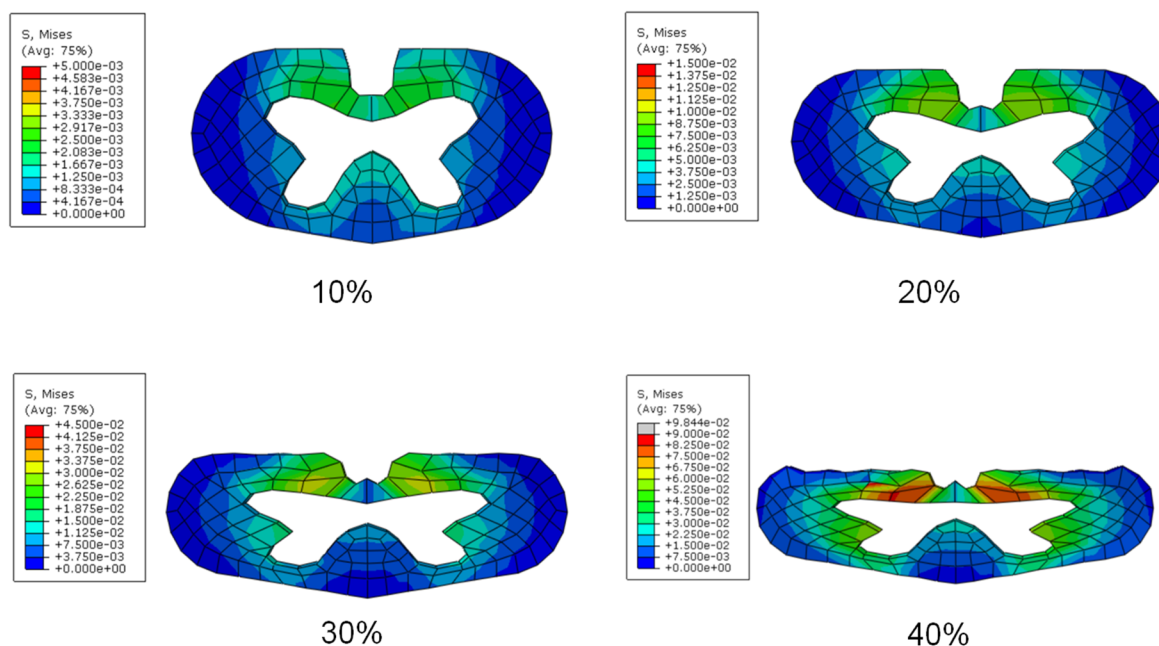 S, Mises
(Avg: 75%)
+5.000e-03
+4.583e-03
+4.167e-03
+3.750e-03
+3.333e-03
+2.917e-03
+2.500e-03
+2.083e-03
+1.667e-03
+1.250e-03
+8.333e-04
+4.167e-04
+0.000e+00
10%
S, Mises
(Avg: 75%)
+1.500e-02
+1.375e-02
+1.250e-02
+1.125e-02
+1.000e-02
+8.750e-03
+7.500e-03
+6.250e-03
+5.000e-03
+3.750e-03
+2.500e-03
+1.250e-03
+0.000e+00
20%
S, Mises
(Avg: 75%)
+4.500e-02
+4.125e-02
+3.750e-02
+3.375e-02
+3.000e-02
+2.625e-02
+2.250e-02
+1.875e-02
+1.500e-02
+1.125e-02
+7.500e-03
+3.750e-03
+0.000e+00
30%
S, Mises
(Avg: 75%)
+9.844e-02
+9.000e-02
+8.250e-02
+7.500e-02
+6.750e-02
+6.000e-02
+5.250e-02
+4.500e-02
+3.750e-02
+3.000e-02
+2.250e-02
+1.500e-02
+7.500e-03
+0.000e+00
40%